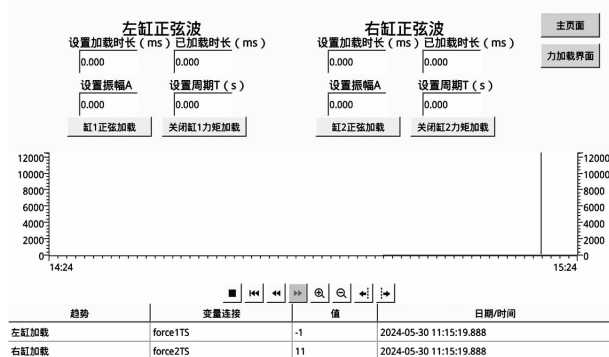 左缸正弦波 右缸正弦波 主页面
设置加载时长(ms) 已加载时长(ms) 设置加载时长(ms) 已加载时长(ms)
0.000 0.000 0.000 0.000 力加载界面
设置振幅A 设置周期T(s) 设置振幅A 设置周期T(s)
0.000 0.000 0.000 0.000
缸1正弦加载 关闭缸1力矩加载 缸2正弦加载 关闭缸2力矩加载
12000 12000
10000 10000
8000 8000
6000 6000
4000 4000
2000 2000
0 0
14:24 15:24
趋势 变量连接 值 日期/时间
左缸加载 force1TS -1 2024-05-30 11:15:19.888
右缸加载 force2TS 11 2024-05-30 11:15:19.888